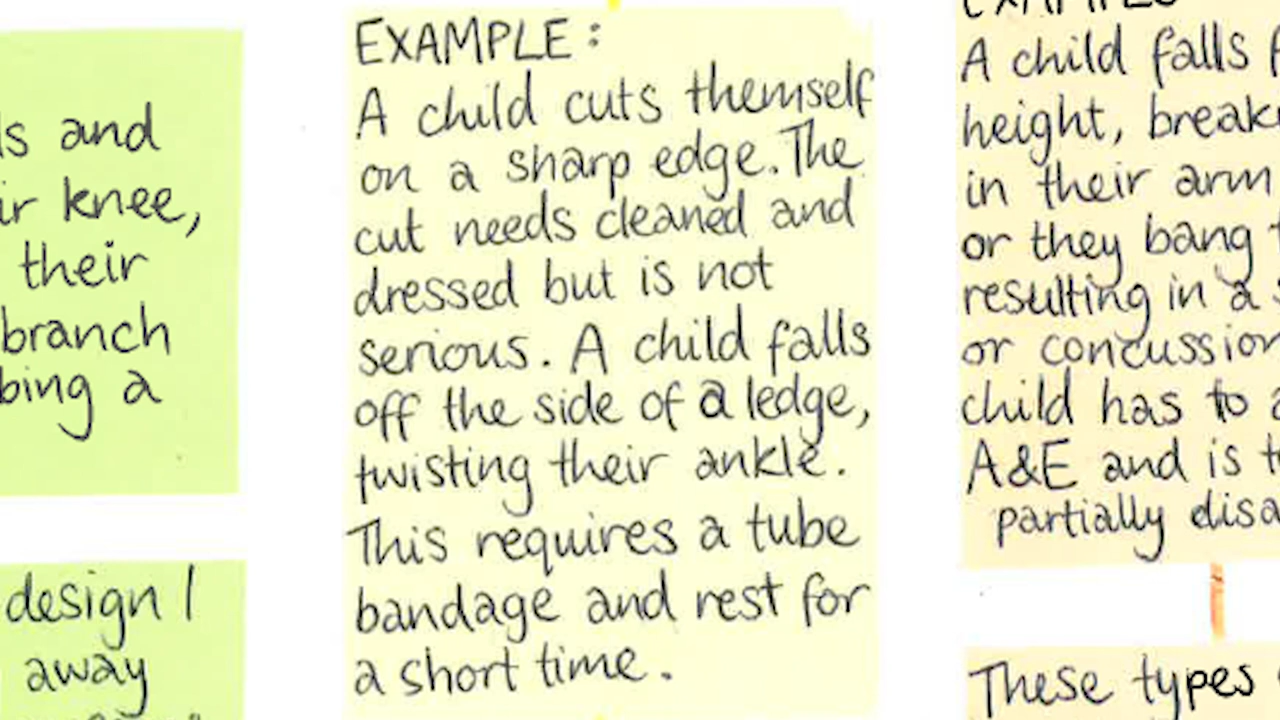 ls and
ir knee,
their
branch
bing a
design I
away
EXAMPLE:
A child cuts themself
on a sharp edge. The
cut needs cleaned and
dressed but is not
serious. A child falls
off the side of a ledge,
twisting their ankle.
This requires a tube
bandage and rest for
a short time.
EXAMPLE
A child falls f
height, break
in their arm
or they bang t
resulting in a s
or concussion
child has to a
A&E and is t
partially disa
These types